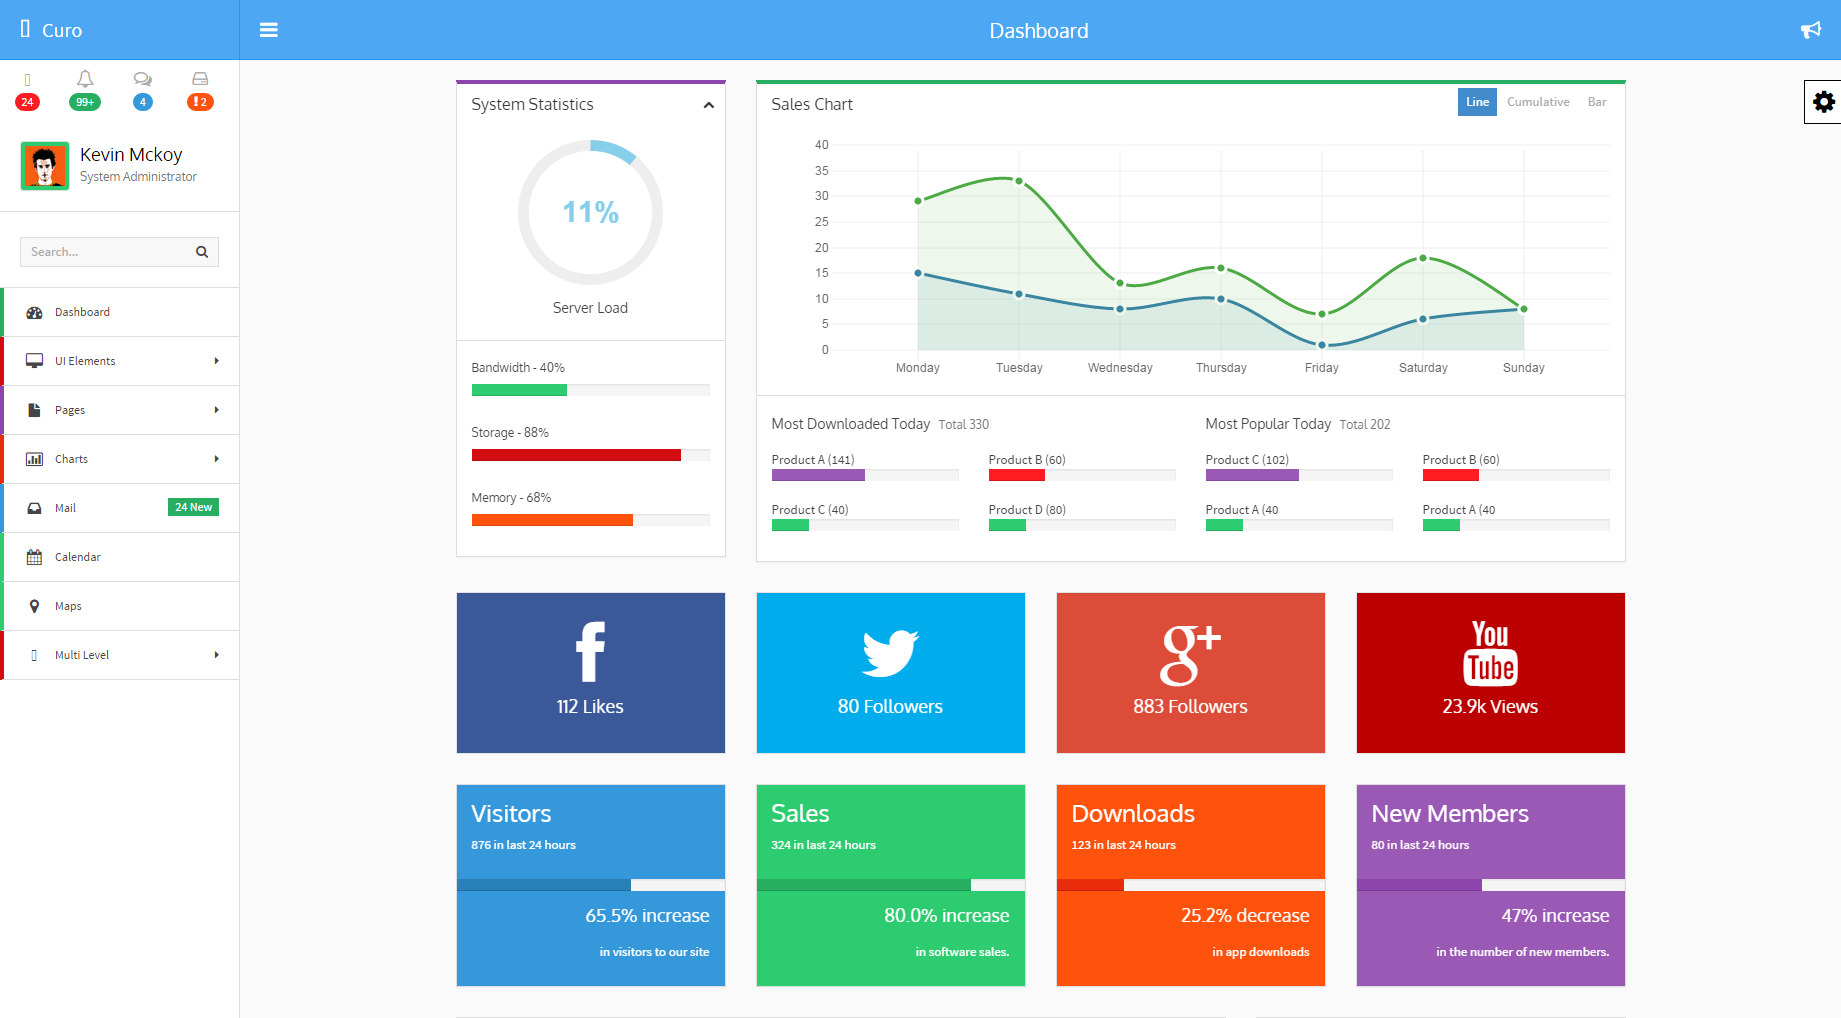 Curo
Dashboard
24 99+ 4 !2
Kevin Mckoy
System Administrator
Search...
Dashboard
UI Elements
Pages
Charts
Mail 24 New
Calendar
Maps
Multi Level
System Statistics
11%
Server Load
Bandwidth - 40%
Storage - 88%
Memory - 68%
Sales Chart Line Cumulative Bar
40
35
30
25
20
15
10
5
0
Monday Tuesday Wednesday Thursday Friday Saturday Sunday
Most Downloaded Today Total 330
Product A (141) Product B (60)
Product C (40) Product D (80)
Most Popular Today Total 202
Product C (102) Product B (60)
Product A (40 Product A (40
f
112 Likes
80 Followers
g+
883 Followers
You
Tube
23.9k Views
Visitors
876 in last 24 hours
65.5% increase
in visitors to our site
Sales
324 in last 24 hours
80.0% increase
in software sales.
Downloads
123 in last 24 hours
25.2% decrease
in app downloads
New Members
80 in last 24 hours
47% increase
in the number of new members.